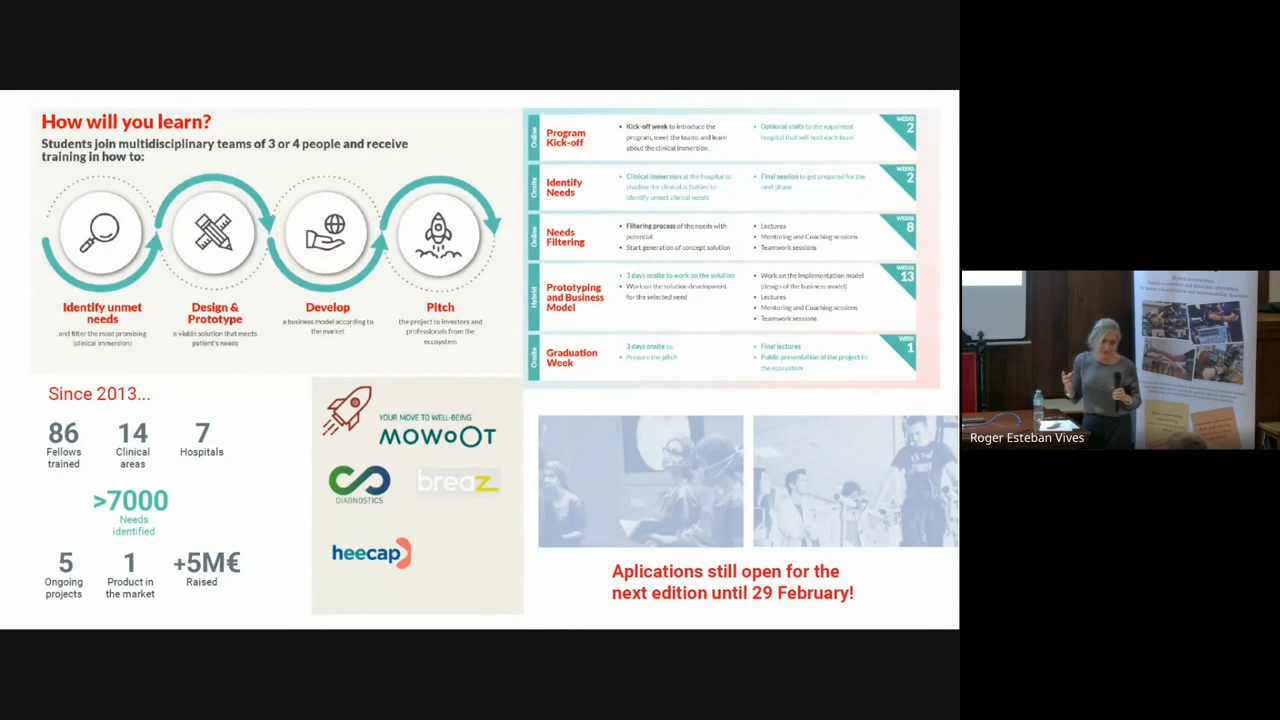 How will you learn?
Students join multidisciplinary teams of 3 or 4 people and receive
training in how to:
Identify unmet
needs
and filter the most promising
(clinical immersion)
Design &
Prototype
a viable solution that meets
patient's needs
Develop
a business model according to
the market
Pitch
the project to investors and
professionals from the
ecosystem
Online
Program
Kick-off
• Kick-off week to introduce the
program, meet the teams and learn
about the clinical immersion
• Optional visits to the appointed
hospital that will host each team
WEEKS
2
Onsite
Identify
Needs
• Clinical immersion at the hospital to
shadow the clinical activities to
identify unmet clinical needs
• Final session to get prepared for the
next phase
WEEKS
2
Online
Needs
Filtering
• Filtering process of the needs with
potential
• Start generation of concept solution
• Lectures
• Mentoring and Coaching sessions
• Teamwork sessions
WEEKS
8
Hybrid
Prototyping
and Business
Model
• 3 days onsite to work on the solution
• Work on the solution development
for the selected need
• Work on the implementation model
(design of the business model)
• Lectures
• Mentoring and Coaching sessions
• Teamwork sessions
WEEKS
13
Onsite
Graduation
Week
3 days onsite to:
• Prepare the pitch
• Final lectures
• Public presentation of the project to
the ecosystem
WEEK
1
Since 2013...
86
Fellows
trained
14
Clinical
areas
7
Hospitals
>7000
Needs
identified
5
Ongoing
projects
1
Product in
the market
+5M€
Raised
YOUR MOVE TO WELL-BEING
MOWOOT
DIAGNOSTICS
breaz
heecap
Aplications still open for the
next edition until 29 February!
Roger Esteban Vives